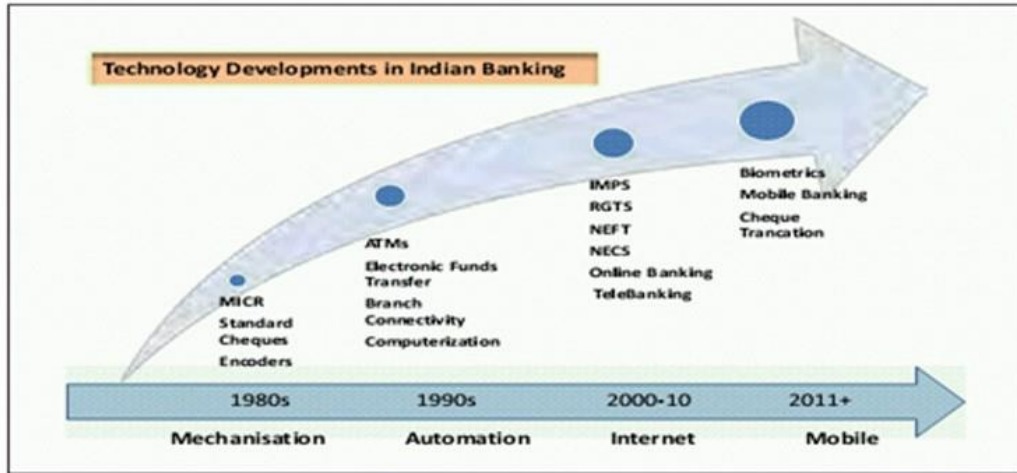 Technology Developments in Indian Banking
MICR
Standard
Cheques
Encoders
ATMs
Electronic Funds
Transfer
Branch
Connectivity
Computerization
IMPS
RGTS
NEFT
NECS
Online Banking
TeleBanking
Biometrics
Mobile Banking
Cheque
Trancation
1980s 1990s 2000-10 2011+
Mechanisation Automation Internet Mobile